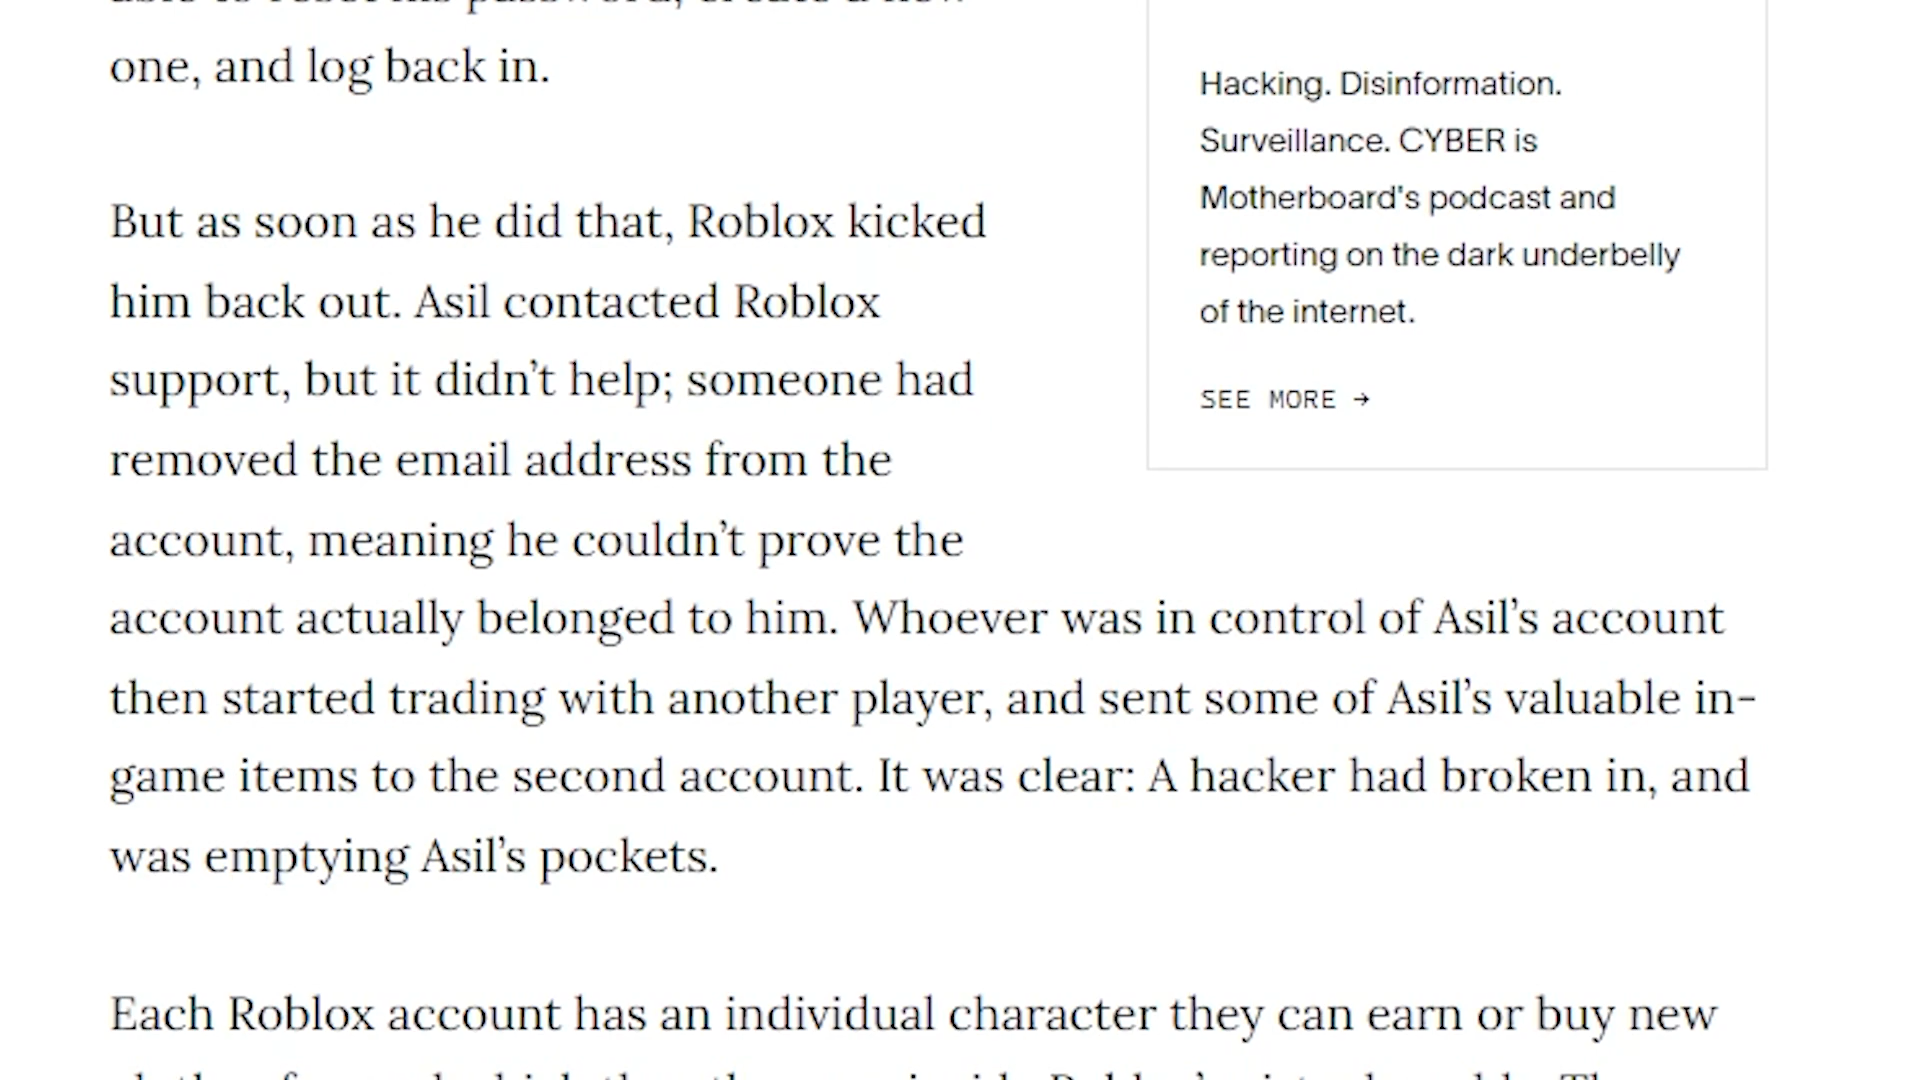 one, and log back in.
But as soon as he did that, Roblox kicked
him back out. Asil contacted Roblox
support, but it didn’t help; someone had
removed the email address from the
account, meaning he couldn’t prove the
account actually belonged to him. Whoever was in control of Asil’s account
then started trading with another player, and sent some of Asil’s valuable in-
game items to the second account. It was clear: A hacker had broken in, and
was emptying Asil’s pockets.
Each Roblox account has an individual character they can earn or buy new
Hacking. Disinformation.
Surveillance. CYBER is
Motherboard's podcast and
reporting on the dark underbelly
of the internet.
SEE MORE →